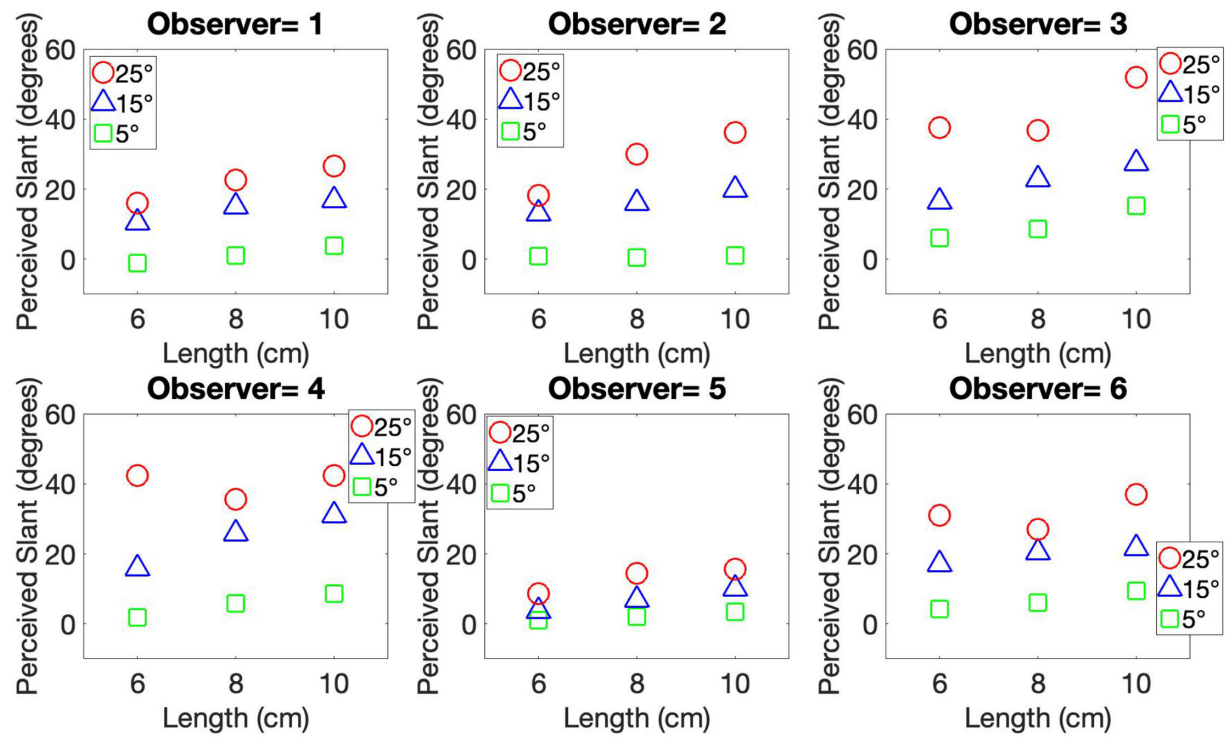 Observer= 1
Perceived Slant (degrees)
60
40
20
0
25°
15°
5°
6 8 10
Length (cm)
Observer= 2
Perceived Slant (degrees)
60
40
20
0
25°
15°
5°
6 8 10
Length (cm)
Observer= 3
Perceived Slant (degrees)
60
40
20
0
25°
15°
5°
6 8 10
Length (cm)
Observer= 4
Perceived Slant (degrees)
60
40
20
0
25°
15°
5°
6 8 10
Length (cm)
Observer= 5
Perceived Slant (degrees)
60
40
20
0
25°
15°
5°
6 8 10
Length (cm)
Observer= 6
Perceived Slant (degrees)
60
40
20
0
25°
15°
5°
6 8 10
Length (cm)